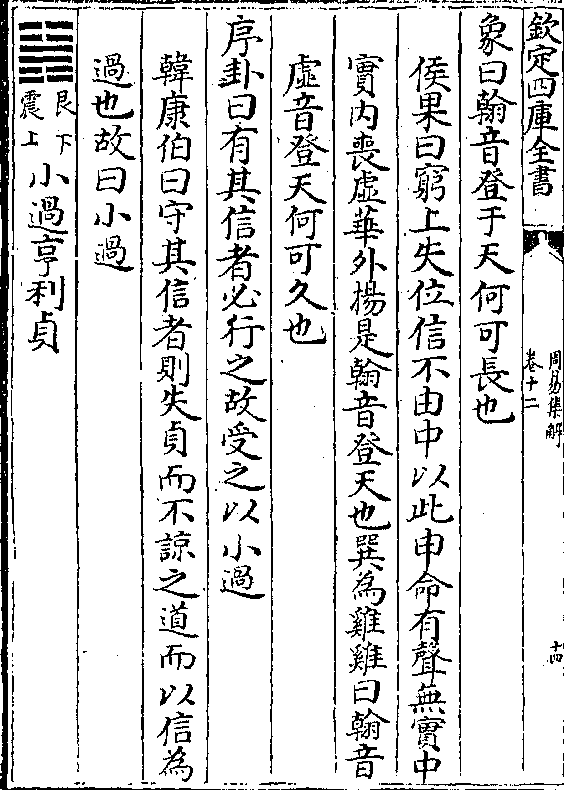 欽定四庫全書
周易集解
卷十二
十四
象曰翰音登于天何可長也
侯果曰窮上失位信不由中以此申命有聲無實中
實内喪虛華外揚是翰音登天也巽為雞雞曰翰音
虛音登天何可久也
序卦曰有其信者必行之故受之以小過
韓康伯曰守其信者則失貞而不諒之道而以信為
過也故曰小過
艮下
震上
小過亨利貞